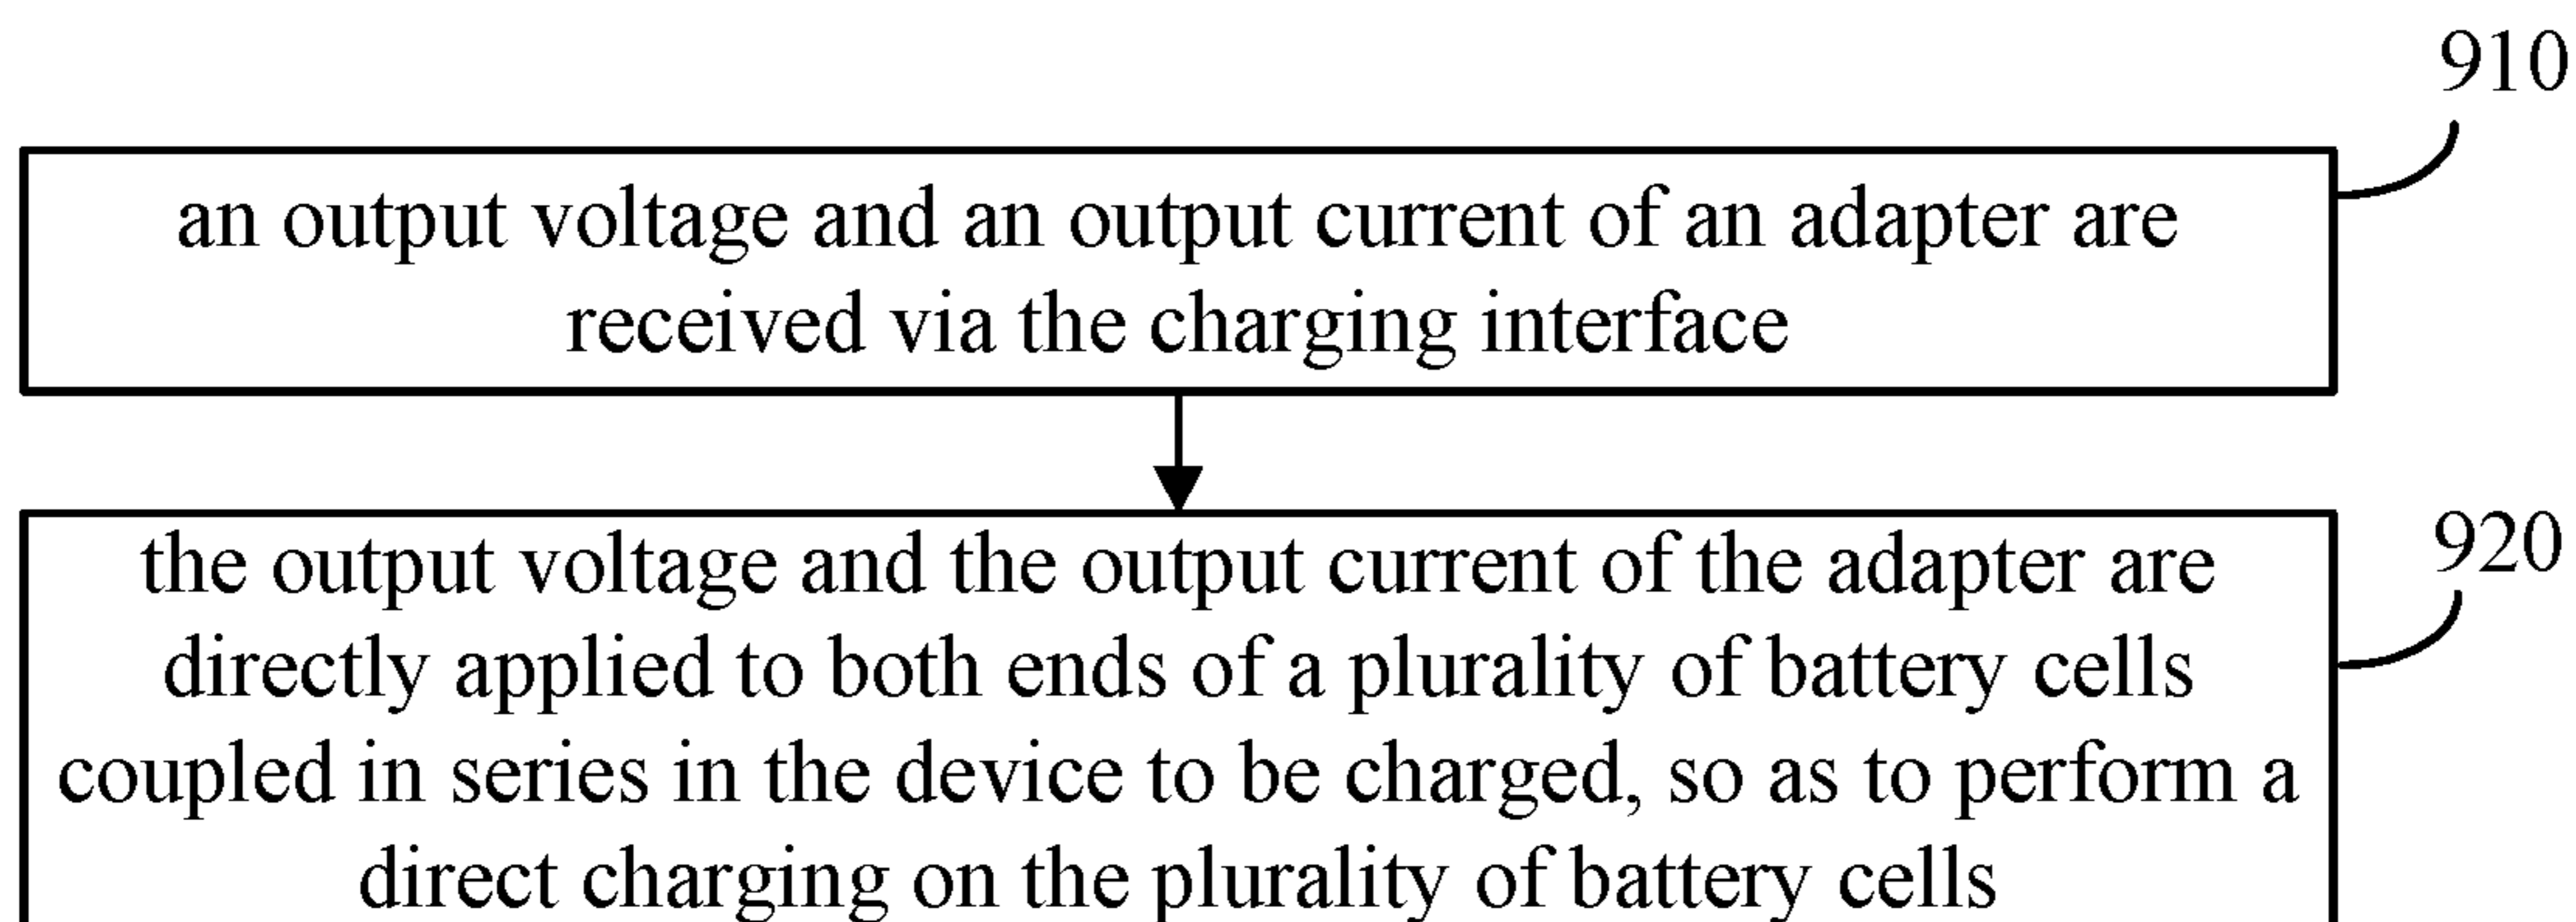 910
an output voltage and an output current of an adapter are
received via the charging interface
920
the output voltage and the output current of the adapter are
directly applied to both ends of a plurality of battery cells
coupled in series in the device to be charged, so as to perform a
direct charging on the plurality of battery cells